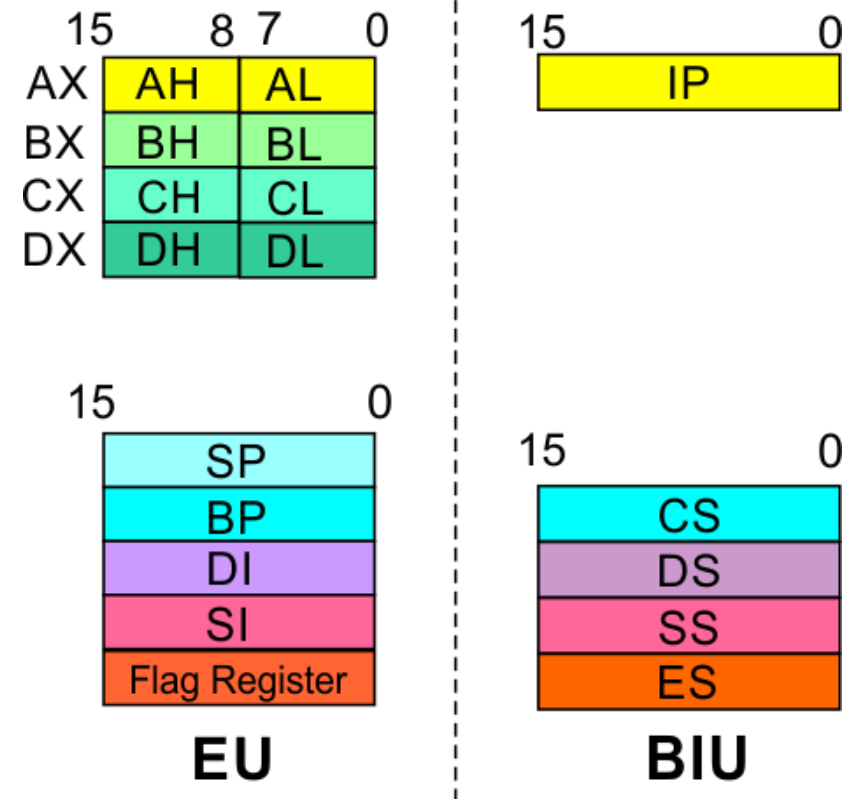 15 8 7 0
AX AH AL
BX BH BL
CX CH CL
DX DH DL
15 0
SP
BP
DI
SI
Flag Register
EU
15 0
IP
15 0
CS
DS
SS
ES
BIU